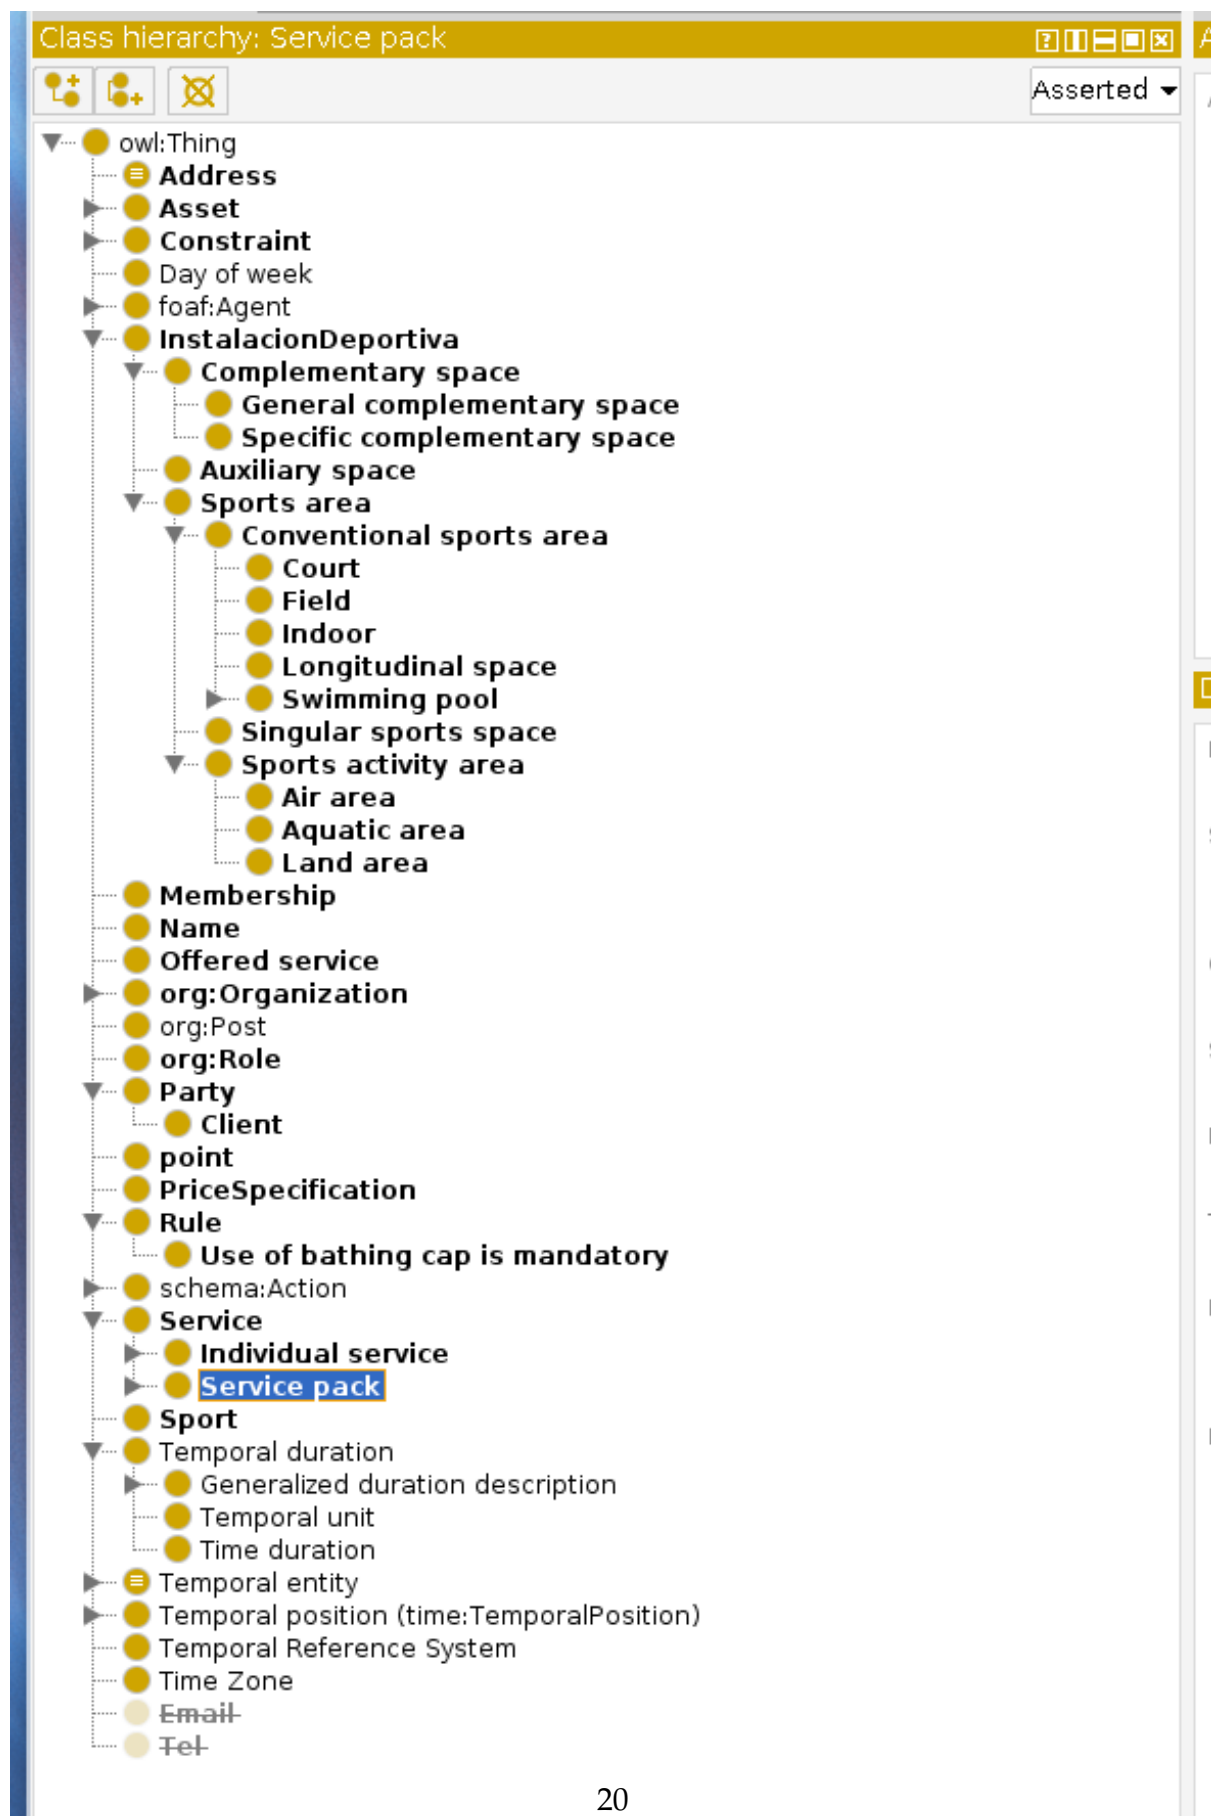 Class hierarchy: Service pack
Asserted
owl:Thing
Address
Asset
Constraint
Day of week
foaf:Agent
InstalacionDeportiva
Complementary space
General complementary space
Specific complementary space
Auxiliary space
Sports area
Conventional sports area
Court
Field
Indoor
Longitudinal space
Swimming pool
Singular sports space
Sports activity area
Air area
Aquatic area
Land area
Membership
Name
Offered service
org:Organization
org:Post
org:Role
Party
Client
point
PriceSpecification
Rule
Use of bathing cap is mandatory
schema:Action
Service
Individual service
Service pack
Sport
Temporal duration
Generalized duration description
Temporal unit
Time duration
Temporal entity
Temporal position (time:TemporalPosition)
Temporal Reference System
Time Zone
Email
Tel
20